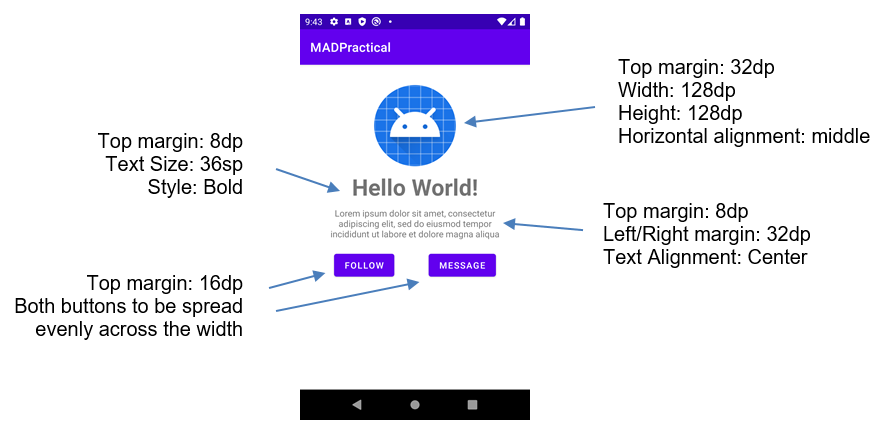 9:43
MADPractical
Top margin: 32dp
Width: 128dp
Height: 128dp
Horizontal alignment: middle
Top margin: 8dp
Text Size: 36sp
Style: Bold
Hello World!
Lorem ipsum dolor sit amet, consectetur
adipiscing elit, sed do eiusmod tempor
incididunt ut labore et dolore magna aliqua
Top margin: 8dp
Left/Right margin: 32dp
Text Alignment: Center
FOLLOW
MESSAGE
Top margin: 16dp
Both buttons to be spread
evenly across the width